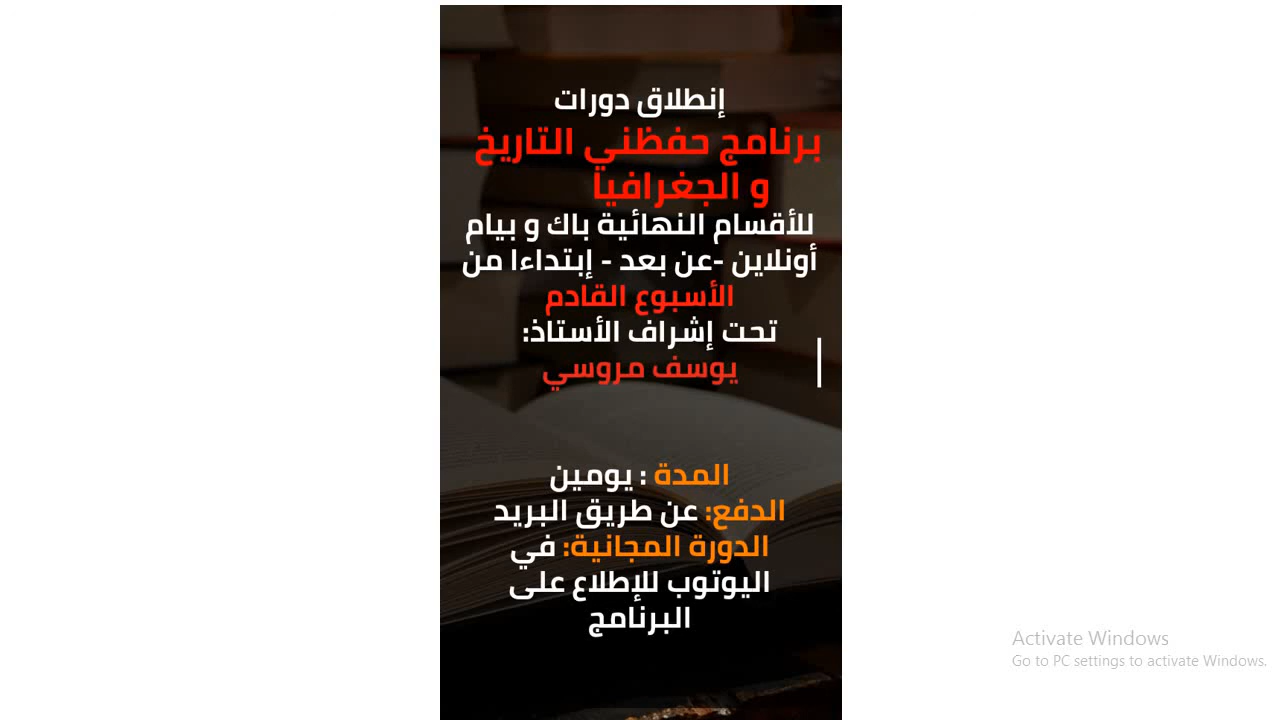 إنطلاق دورات
برنامج حفظني التاريخ
و الجغرافيا
للأقسام النهائية باك و بيام
أونلاين -عن بعد - إبتداءا من
الأسبوع القادم
تحت إشراف الأستاذ:
يوسف مروسي
المدة : يومين
الدفع: عن طريق البريد
الدورة المجانية: في
اليوتوب للإطلاع على
البرنامج
Activate Windows
Go to PC settings to activate Windows.